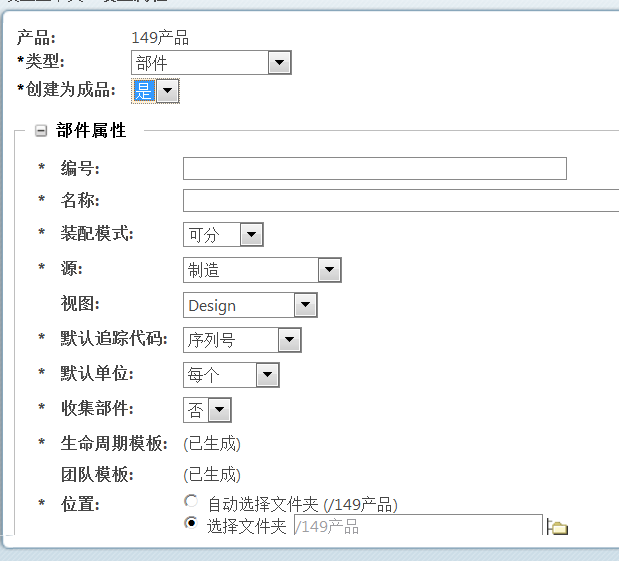 产品: 149产品
*类型: 部件
*创建为成品: 是
部件属性
* 编号:
* 名称:
* 装配模式: 可分
* 源: 制造
视图: Design
* 默认追踪代码: 序列号
* 默认单位: 每个
* 收集部件: 否
* 生命周期模板: (已生成)
团队模板: (已生成)
* 位置: 自动选择文件夹 (/149产品)
选择文件夹 /149产品